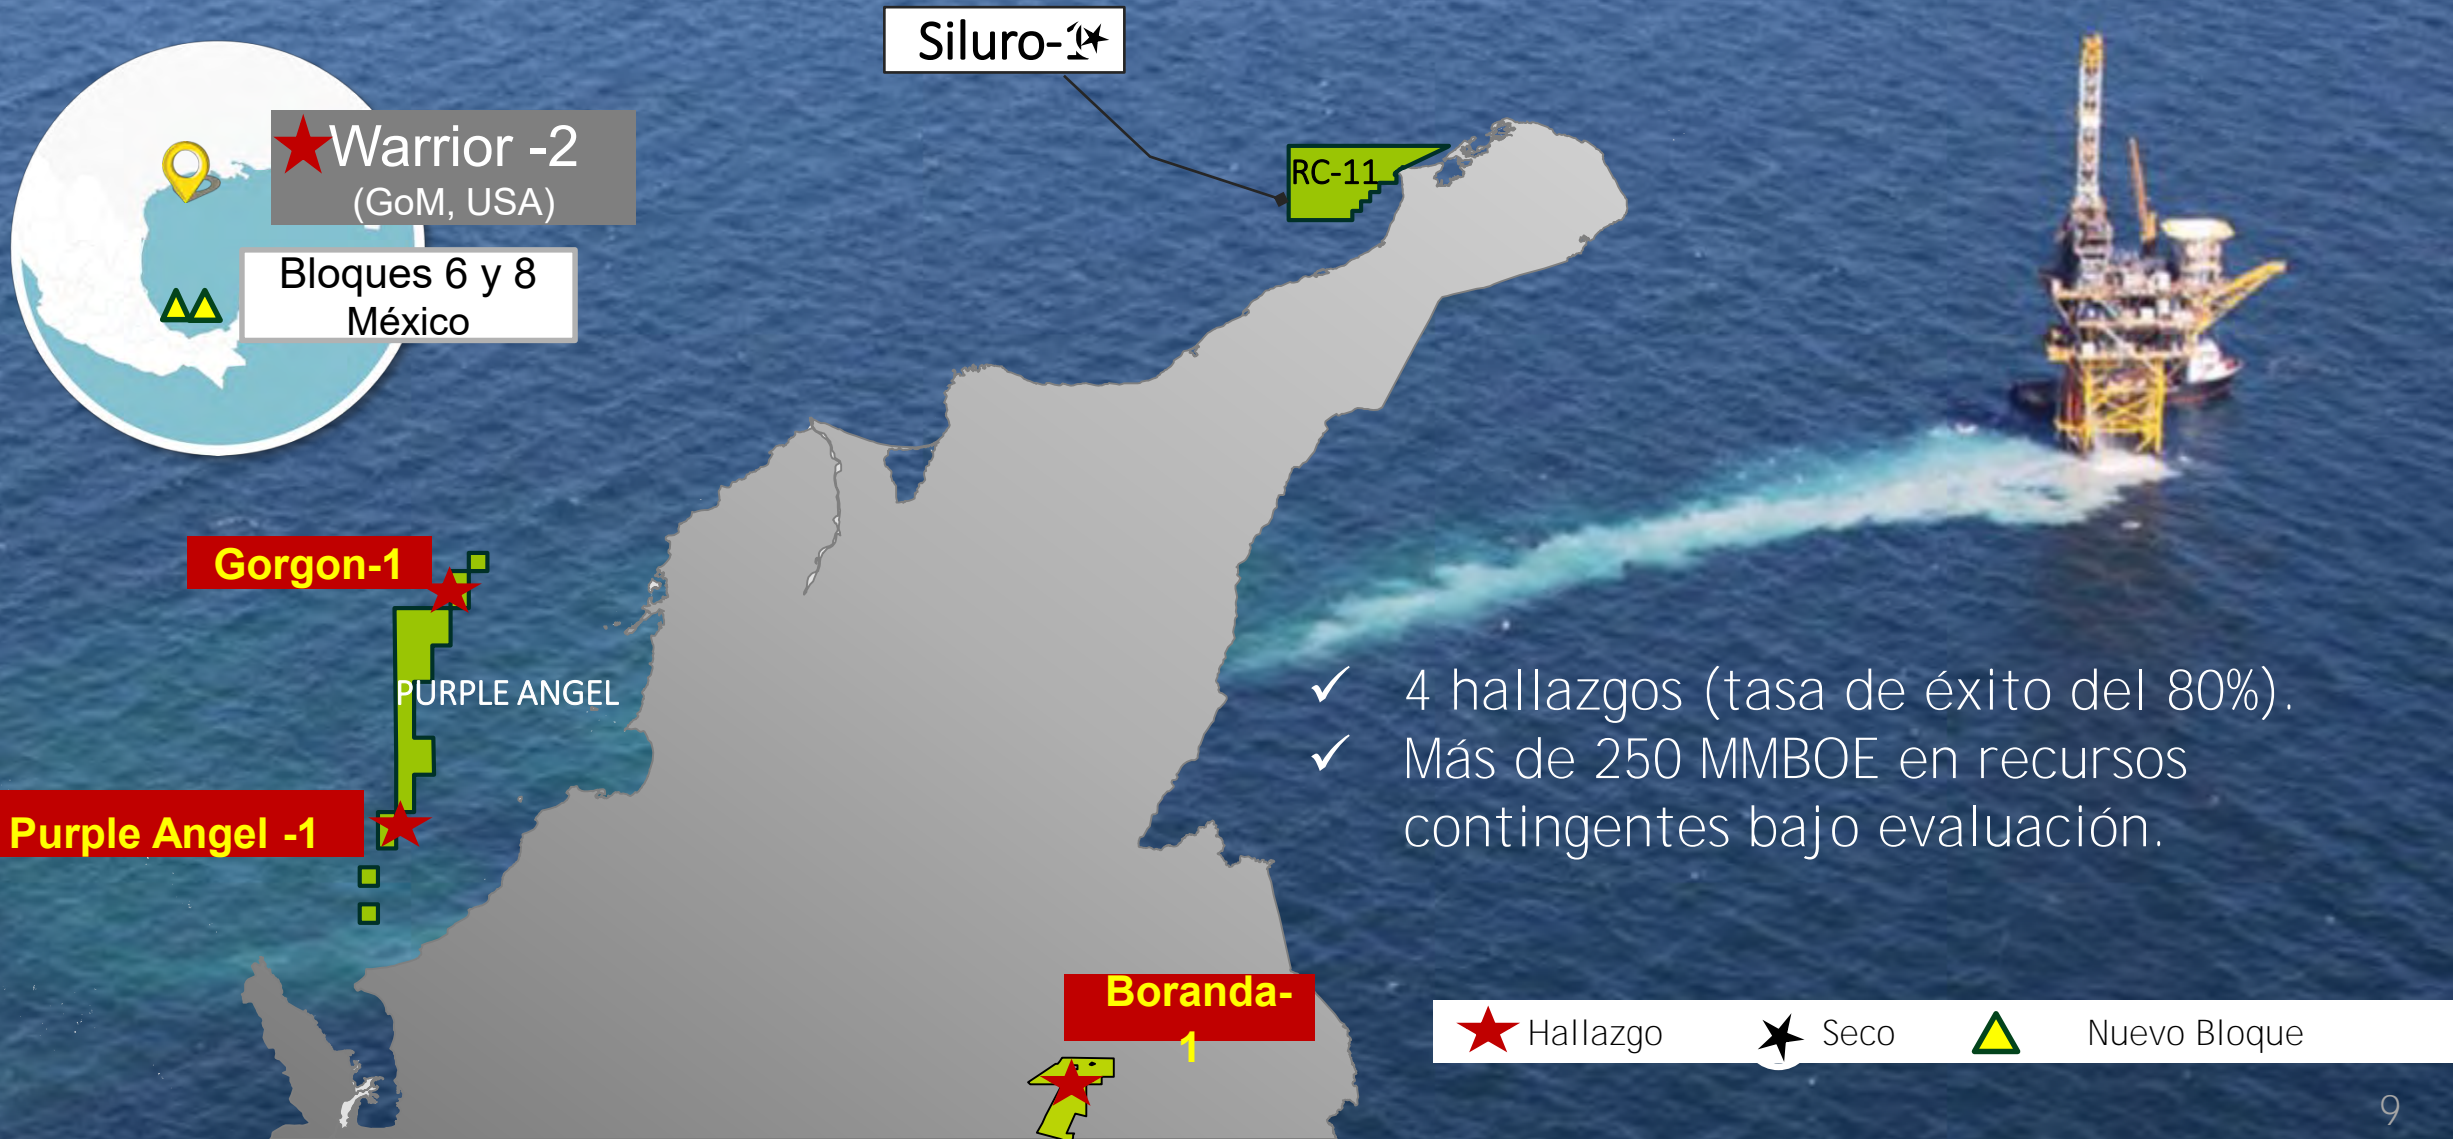 Siluro-1
Warrior -2
(GoM, USA)
Bloques 6 y 8
México
RC-11
Gorgon-1
PURPLE ANGEL
Purple Angel -1
4 hallazgos (tasa de éxito del 80%).
Más de 250 MMBOE en recursos
contingentes bajo evaluación.
Boranda-
1
Hallazgo
Seco
Nuevo Bloque
9